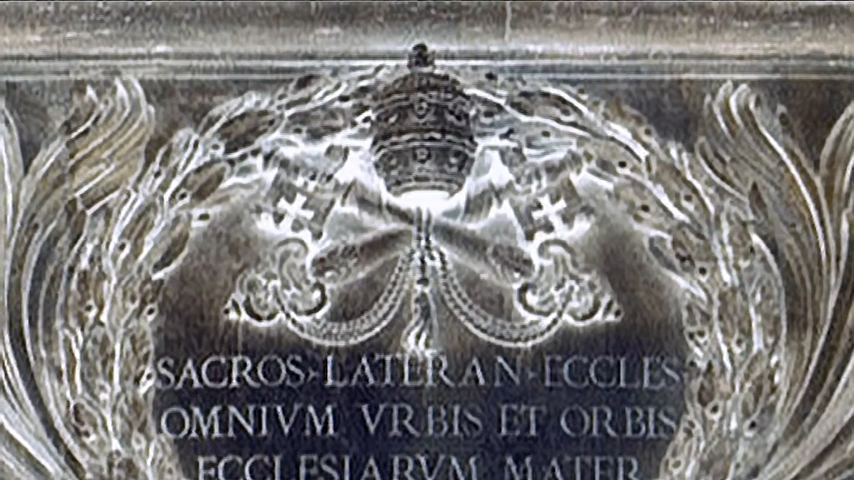 SACROS·LATERAN·ECCLES
OMNIVM VRBIS ET ORBIS
ECCLESIARVM MATER